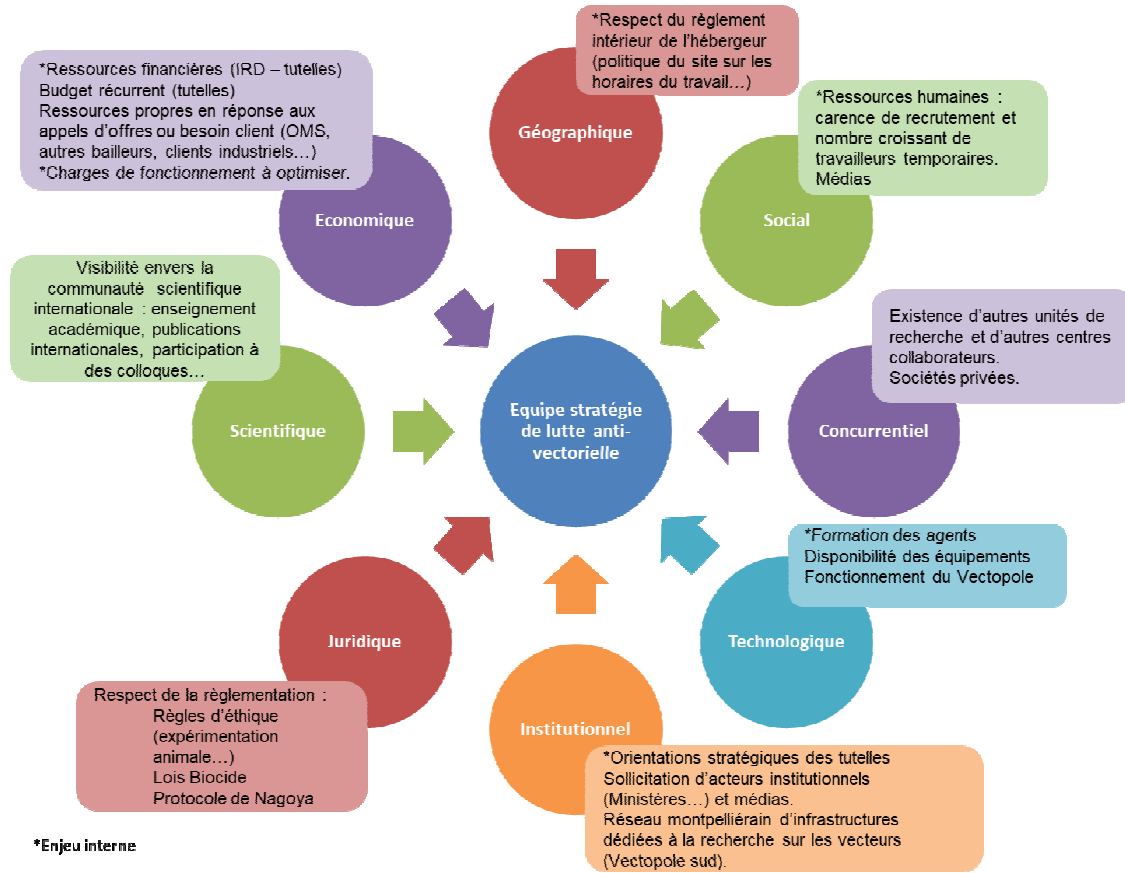 *Respect du règlement
intérieur de l'hébergeur
(politique du site sur les
horaires du travail…)
Géographique
*Ressources financières (IRD – tutelles)
Budget récurrent (tutelles)
Ressources propres en réponse aux
appels d'offres ou besoin client (OMS,
autres bailleurs, clients industriels…)
*Charges de fonctionnement à optimiser.
Economique
*Ressources humaines :
carence de recrutement et
nombre croissant de
travailleurs temporaires.
Médias
Social
Visibilité envers la
communauté scientifique
internationale : enseignement
académique, publications
internationales, participation à
des colloques…
Scientifique
Equipe stratégie
de lutte anti-
vectorielle
Existence d'autres unités de
recherche et d'autres centres
collaborateurs.
Sociétés privées.
Concurrentiel
*Formation des agents
Disponibilité des équipements
Fonctionnement du Vectopole
Technologique
Juridique
Respect de la règlementation :
Règles d'éthique
(expérimentation
animale…)
Lois Biocide
Protocole de Nagoya
Institutionnel
*Orientations stratégiques des tutelles
Sollicitation d'acteurs institutionnels
(Ministères…) et médias.
Réseau montpelliérain d'infrastructures
dédiées à la recherche sur les vecteurs
(Vectopole sud).
*Enjeu interne